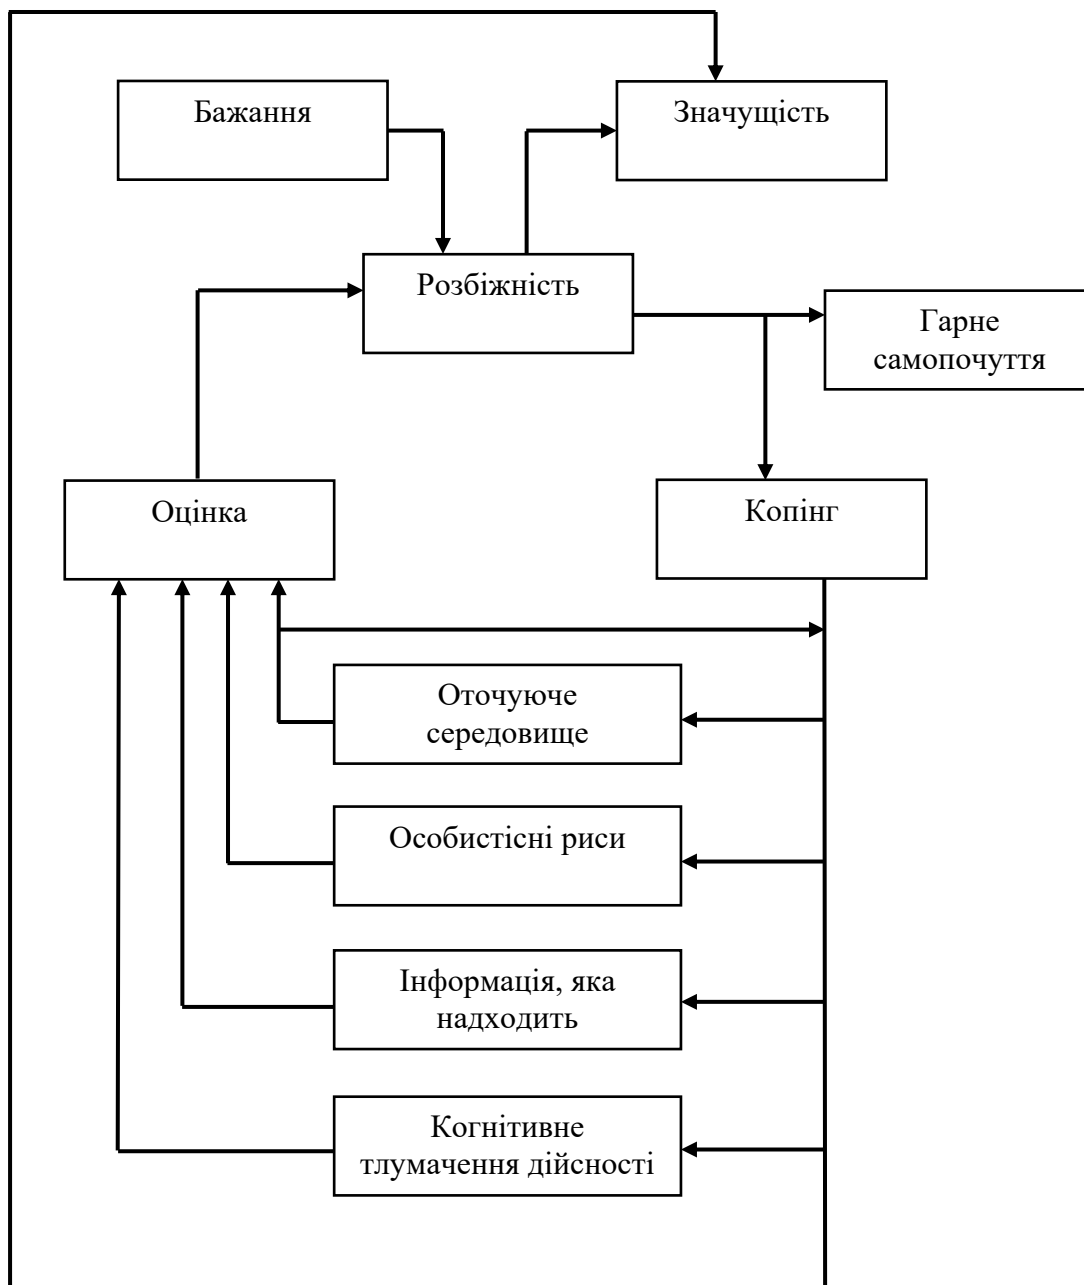 Бажання
Значущість
Розбіжність
Гарне
самопочуття
Оцінка
Копінг
Оточуюче
середовище
Особистісні риси
Інформація, яка
надходить
Когнітивне
тлумачення дійсності